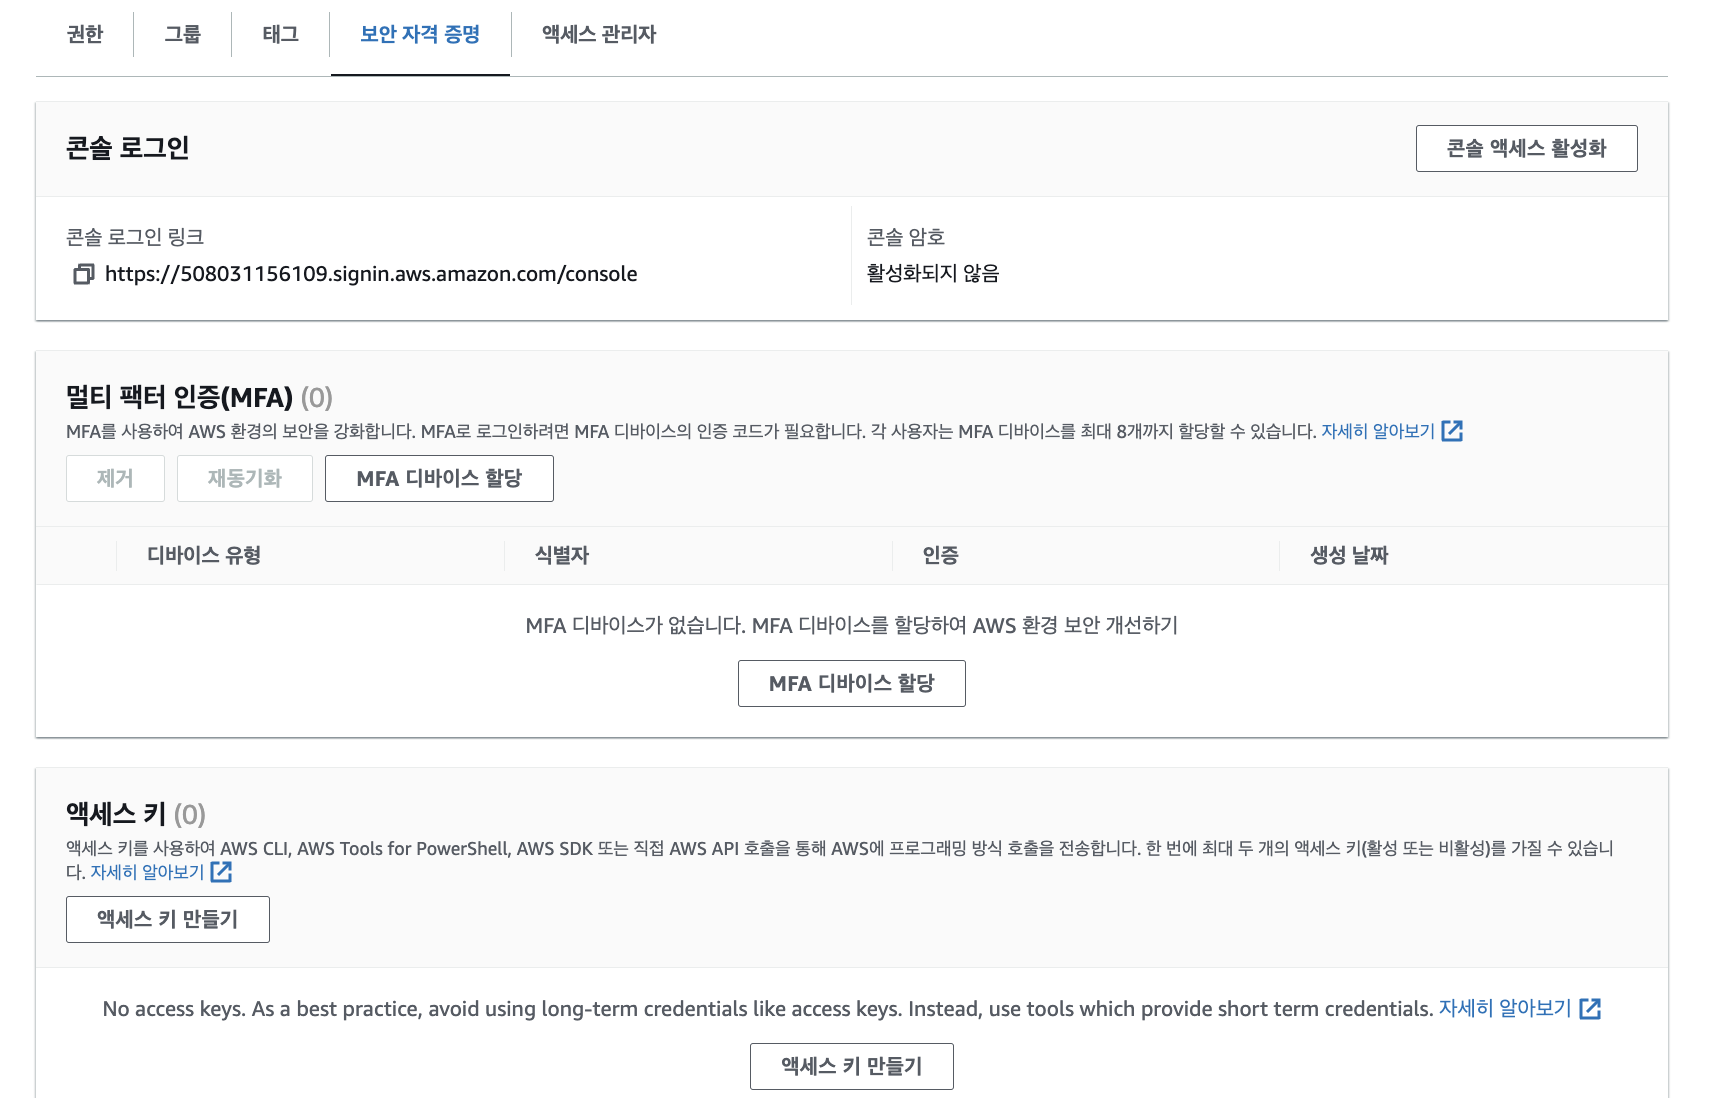 권한
그룹
태그
보안 자격 증명
액세스 관리자
콘솔 로그인
콘솔 액세스 활성화
콘솔 로그인 링크
https://508031156109.signin.aws.amazon.com/console
콘솔 암호
활성화되지 않음
멀티 팩터 인증(MFA) (0)
MFA를 사용하여 AWS 환경의 보안을 강화합니다. MFA로 로그인하려면 MFA 디바이스의 인증 코드가 필요합니다. 각 사용자는 MFA 디바이스를 최대 8개까지 할당할 수 있습니다. 자세히 알아보기
제거
재동기화
MFA 디바이스 할당
디바이스 유형
식별자
인증
생성 날짜
MFA 디바이스가 없습니다. MFA 디바이스를 할당하여 AWS 환경 보안 개선하기
MFA 디바이스 할당
액세스 키 (0)
액세스 키를 사용하여 AWS CLI, AWS Tools for PowerShell, AWS SDK 또는 직접 AWS API 호출을 통해 AWS에 프로그래밍 방식 호출을 전송합니다. 한 번에 최대 두 개의 액세스 키(활성 또는 비활성)를 가질 수 있습니
다. 자세히 알아보기
액세스 키 만들기
No access keys. As a best practice, avoid using long-term credentials like access keys. Instead, use tools which provide short term credentials. 자세히 알아보기
액세스 키 만들기